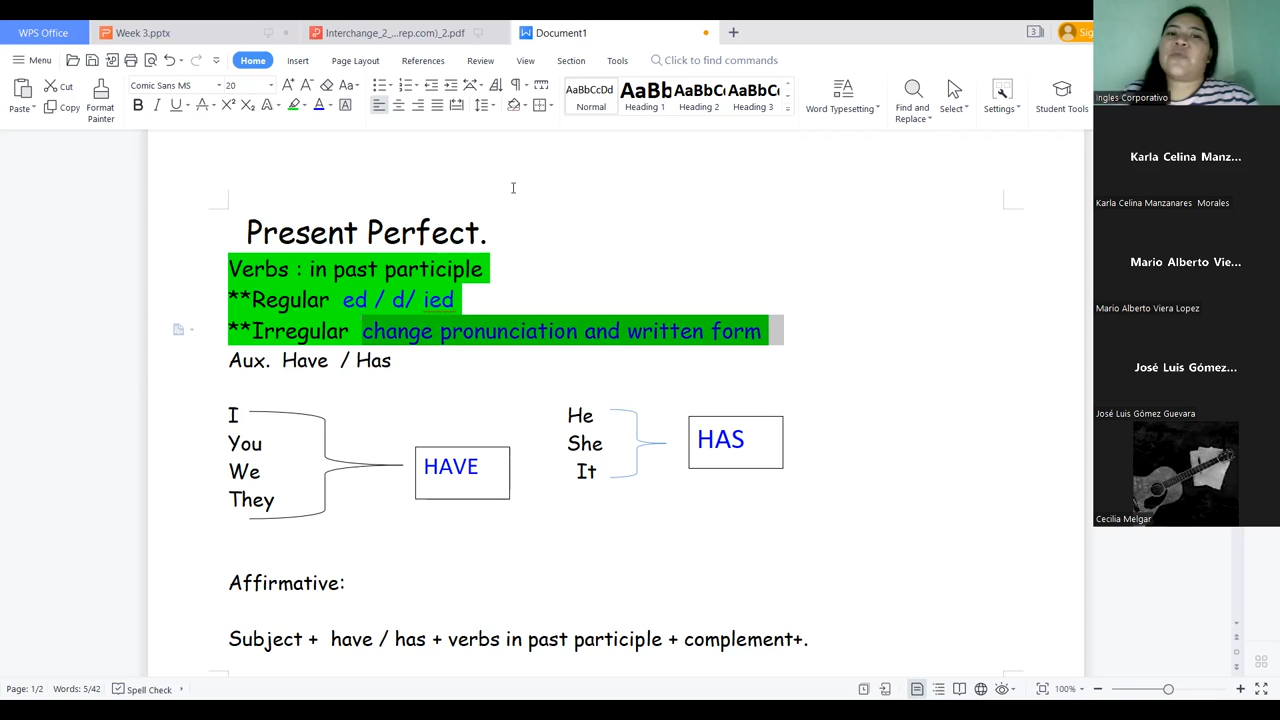 WPS Office
Week 3.pptx
Interchange_2_...rep.com)_2.pdf
Document1
Menu
Home
Insert
Page Layout
References
Review
View
Section
Tools
Click to find commands
Paste
Cut
Copy
Format Painter
Comic Sans MS
20
AaBbCcDd
Normal
AaBb
Heading 1
AaBbCc
Heading 2
AaBbCc
Heading 3
Word Typesetting
Find and Replace
Select
Settings
Student Tools
Present Perfect.
Verbs : in past participle
**Regular ed / d/ ied
**Irregular change pronunciation and written form
Aux. Have / Has
I
You
We
They
HAVE
He
She
It
HAS
Affirmative:
Subject + have / has + verbs in past participle + complement+.
Page: 1/2
Words: 5/42
Spell Check
100%
Ingles Corporativo
Karla Celina Manz...
Karla Celina Manzanares Morales
Mario Alberto Vie...
Mario Alberto Viera Lopez
José Luis Gómez...
José Luis Gómez Guevara
Cecilia Melgar